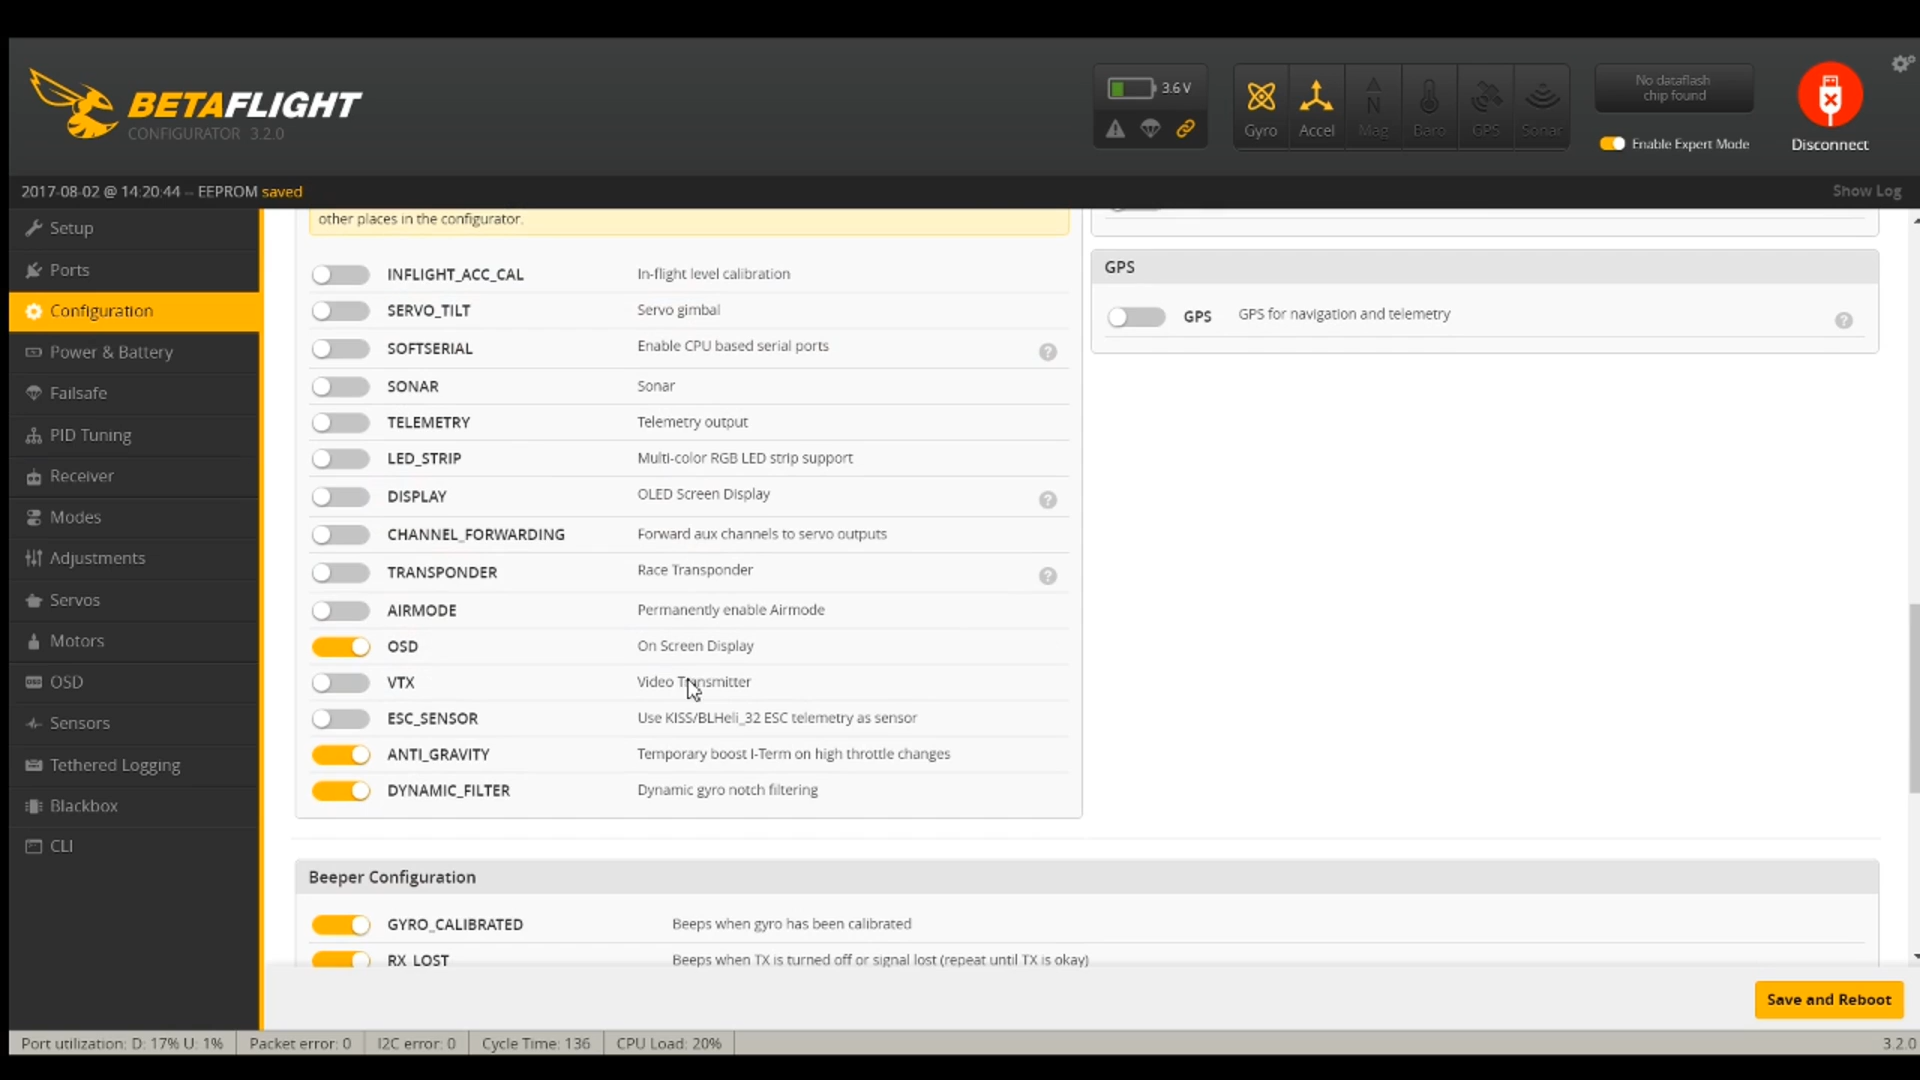 BETAFLIGHT
CONFIGURATOR 3.2.0
3.6 V
Gyro
Accel
Mag
Baro
GPS
Sonar
No dataflash
chip found
Enable Expert Mode
Disconnect
2017-08-02 @ 14:20:44 -- EEPROM saved
Show Log
Setup
Ports
Configuration
Power & Battery
Failsafe
PID Tuning
Receiver
Modes
Adjustments
Servos
Motors
OSD
Sensors
Tethered Logging
Blackbox
CLI
other places in the configurator.
INFLIGHT_ACC_CAL In-flight level calibration
SERVO_TILT Servo gimbal
SOFTSERIAL Enable CPU based serial ports ?
SONAR Sonar
TELEMETRY Telemetry output
LED_STRIP Multi-color RGB LED strip support
DISPLAY OLED Screen Display ?
CHANNEL_FORWARDING Forward aux channels to servo outputs
TRANSPONDER Race Transponder ?
AIRMODE Permanently enable Airmode
OSD On Screen Display
VTX Video Transmitter
ESC_SENSOR Use KISS/BLHeli_32 ESC telemetry as sensor
ANTI_GRAVITY Temporary boost I-Term on high throttle changes
DYNAMIC_FILTER Dynamic gyro notch filtering
GPS
GPS GPS for navigation and telemetry ?
Beeper Configuration
GYRO_CALIBRATED Beeps when gyro has been calibrated
RX_LOST Beeps when TX is turned off or signal lost (repeat until TX is okay)
Save and Reboot
Port utilization: D: 17% U: 1% Packet error: 0 I2C error: 0 Cycle Time: 136 CPU Load: 20% 3.2.0